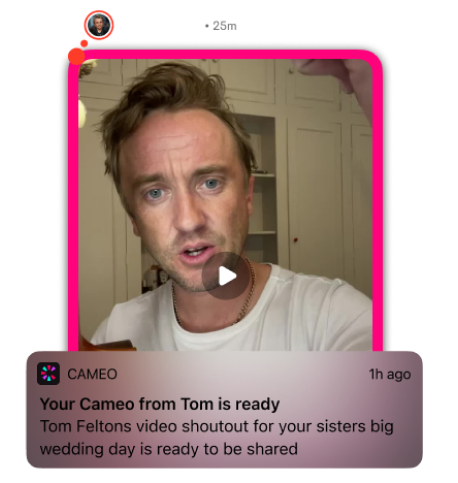 • 25m
CAMEO 1h ago
Your Cameo from Tom is ready
Tom Feltons video shoutout for your sisters big
wedding day is ready to be shared